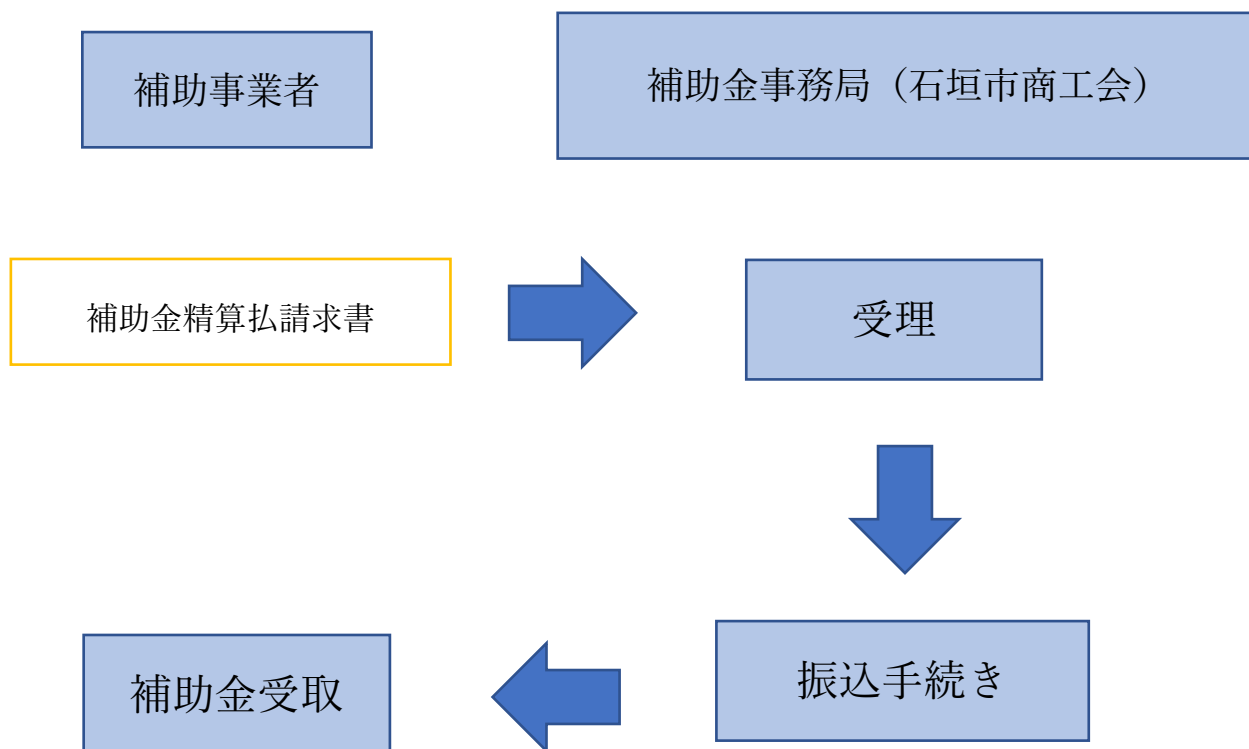 補助事業者
補助金事務局（石垣市商工会）
補助金精算払請求書
受理
振込手続き
補助金受取